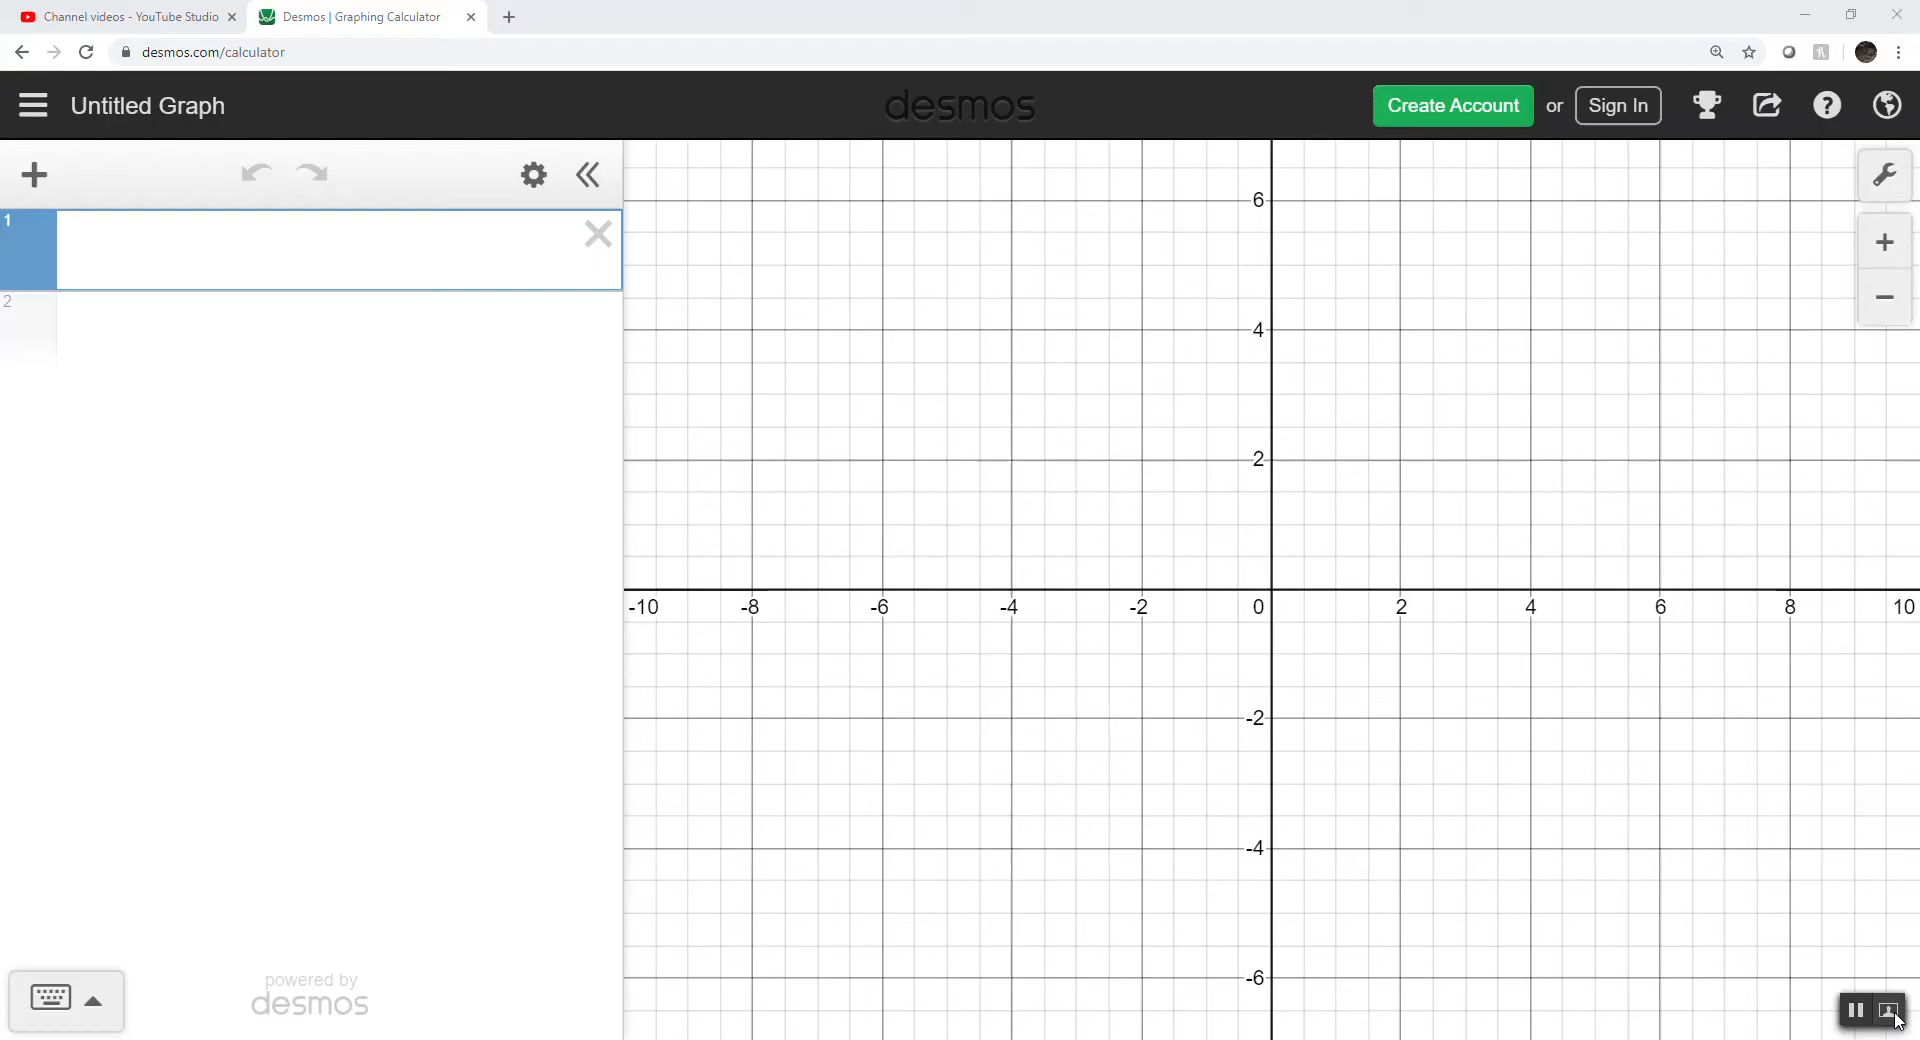 Channel videos - YouTube Studio
Desmos | Graphing Calculator
desmos.com/calculator
Untitled Graph
desmos
Create Account or Sign In
1
2
6
4
2
-10 -8 -6 -4 -2 0 2 4 6 8 10
-2
-4
-6
powered by
desmos